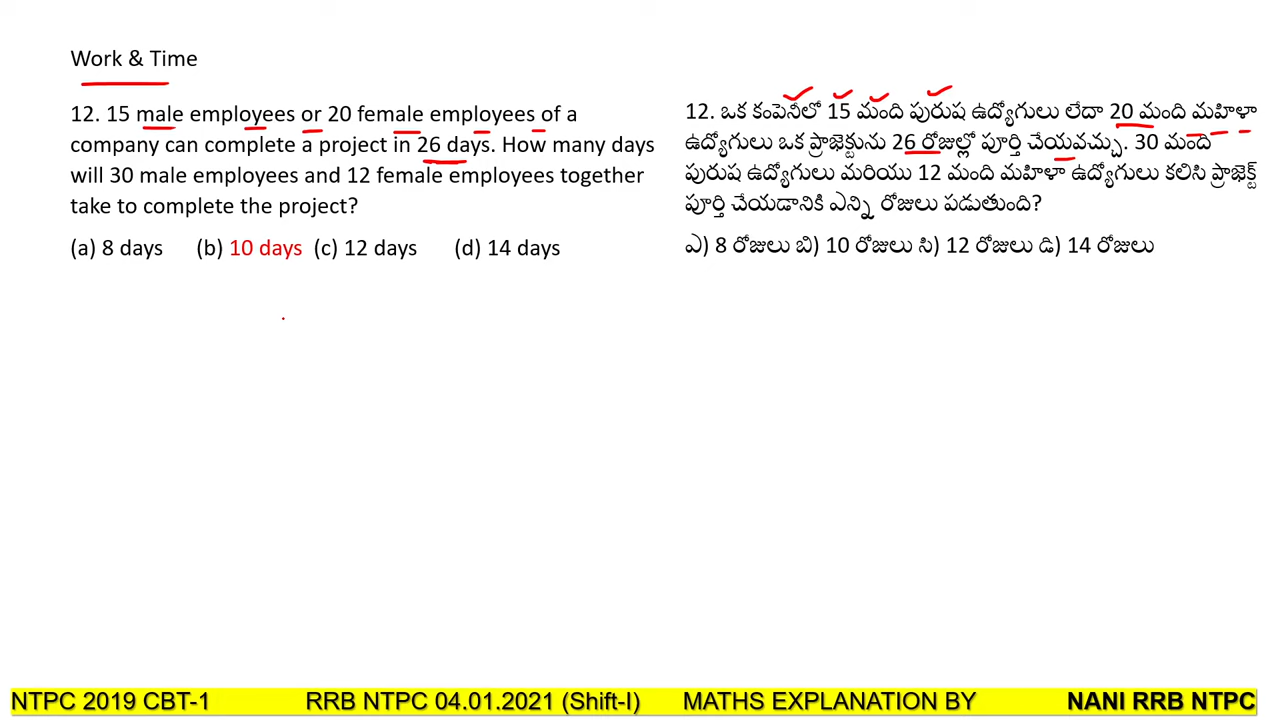 Work & Time
12. 15 male employees or 20 female employees of a
company can complete a project in 26 days. How many days
will 30 male employees and 12 female employees together
take to complete the project?
(a) 8 days (b) 10 days (c) 12 days (d) 14 days
12. ఒక కంపెనీలో 15 మంది పురుష ఉద్యోగులు లేదా 20 మంది మహిళా
ఉద్యోగులు ఒక ప్రాజెక్టును 26 రోజుల్లో పూర్తి చేయవచ్చు. 30 మంది
పురుష ఉద్యోగులు మరియు 12 మంది మహిళా ఉద్యోగులు కలిసి ప్రాజెక్ట్
పూర్తి చేయడానికి ఎన్ని రోజులు పడుతుంది?
ఎ) 8 రోజులు బి) 10 రోజులు సి) 12 రోజులు డి) 14 రోజులు
NTPC 2019 CBT-1 RRB NTPC 04.01.2021 (Shift-I) MATHS EXPLANATION BY NANI RRB NTPC